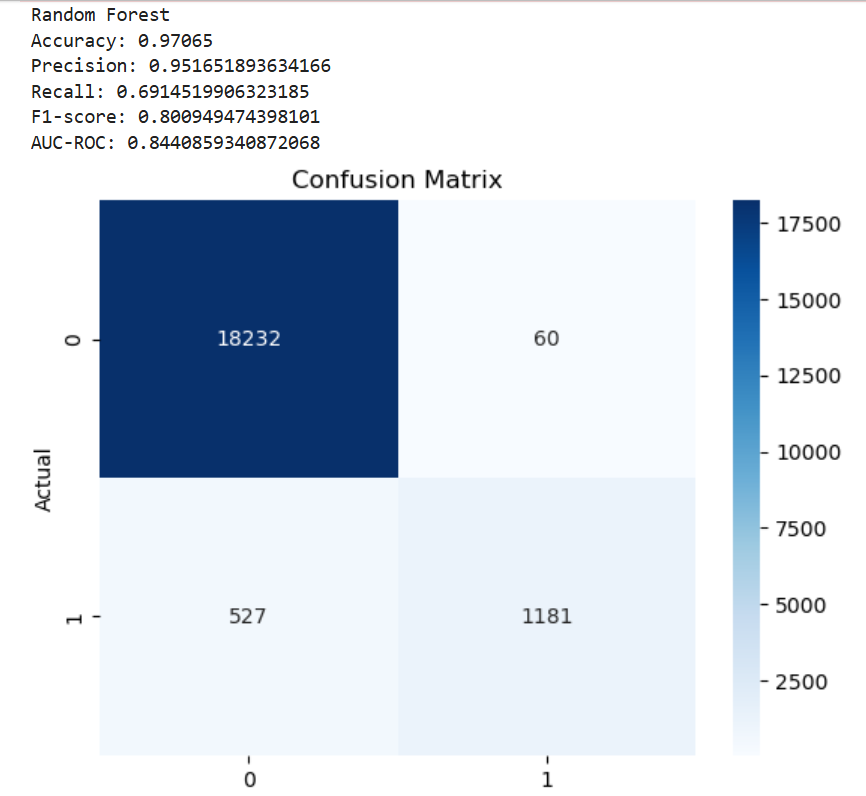 Random Forest
Accuracy: 0.97065
Precision: 0.951651893634166
Recall: 0.6914519906323185
F1-score: 0.800949474398101
AUC-ROC: 0.8440859340872068
Confusion Matrix
17500
15000
12500
10000
7500
5000
2500
Actual
0
18232
60
1
527
1181
0
1